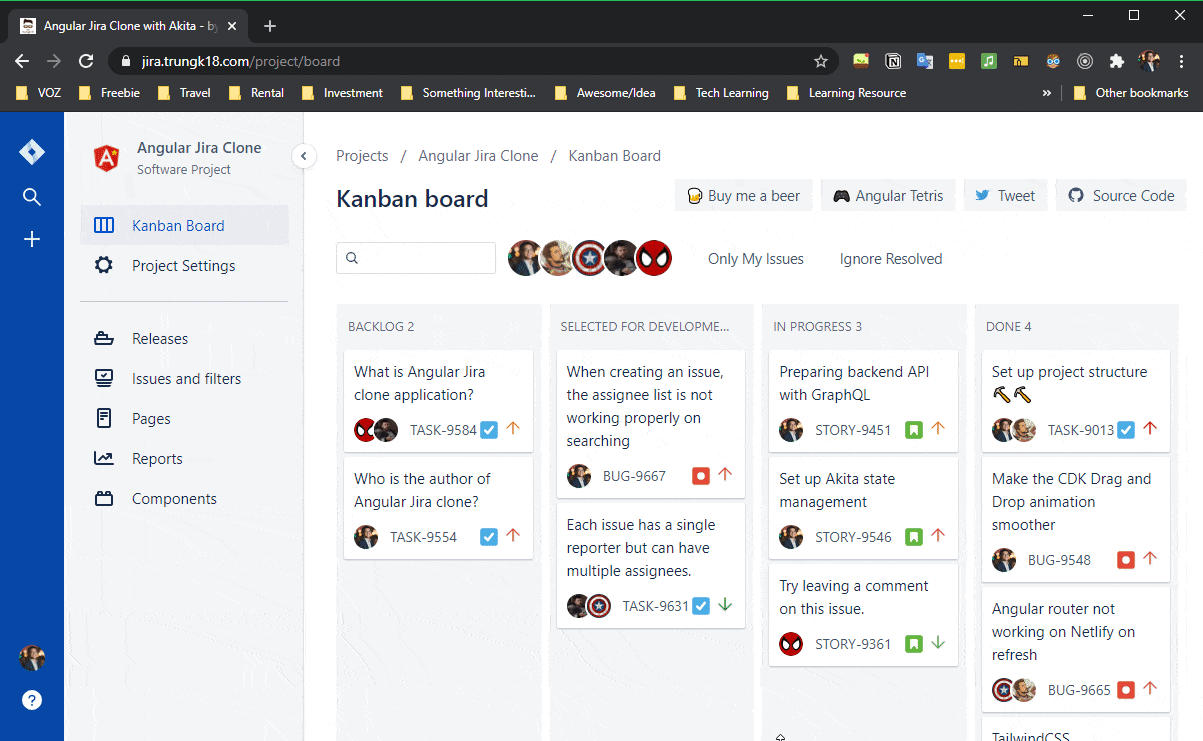 Angular Jira Clone with Akita - by
jira.trungk18.com/project/board
VOZ Freebie Travel Rental Investment Something Interesti... Awesome/Idea Tech Learning Learning Resource » Other bookmarks
Angular Jira Clone
Software Project
Kanban Board
Project Settings
Releases
Issues and filters
Pages
Reports
Components
?
Projects / Angular Jira Clone / Kanban Board
Kanban board
Buy me a beer Angular Tetris Tweet Source Code
Only My Issues Ignore Resolved
BACKLOG 2
What is Angular Jira
clone application?
TASK-9584
Who is the author of
Angular Jira clone?
TASK-9554
SELECTED FOR DEVELOPME...
When creating an issue,
the assignee list is not
working properly on
searching
BUG-9667
Each issue has a single
reporter but can have
multiple assignees.
TASK-9631
IN PROGRESS 3
Preparing backend API
with GraphQL
STORY-9451
Set up Akita state
management
STORY-9546
Try leaving a comment
on this issue.
STORY-9361
DONE 4
Set up project structure
TASK-9013
Make the CDK Drag and
Drop animation
smoother
BUG-9548
Angular router not
working on Netlify on
refresh
BUG-9665
TailwindCSS